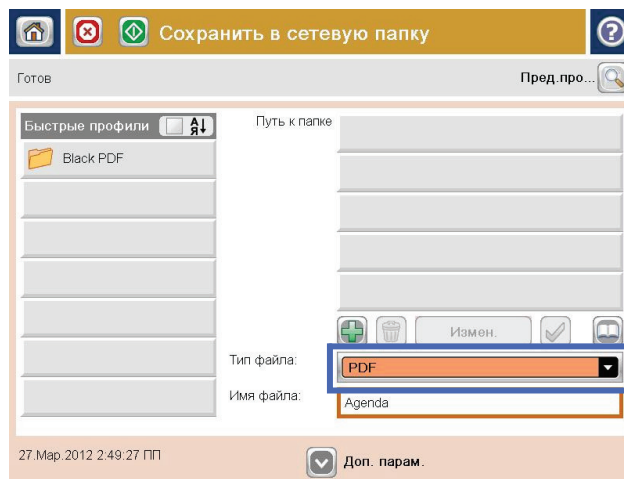 Сохранить в сетевую папку
Готов
Пред.про...
Быстрые профили
АЯ
Путь к папке
Black PDF
Измен.
Тип файла:
PDF
Имя файла:
Agenda
27.Мар.2012 2:49:27 ПП
Доп. парам.